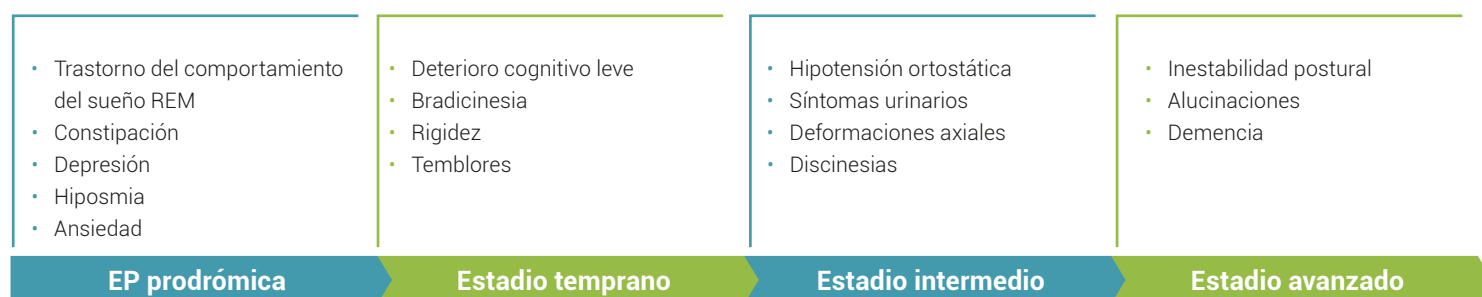 • Trastorno del comportamiento
del sueño REM
• Constipación
• Depresión
• Hiposmia
• Ansiedad
EP prodrómica
• Deterioro cognitivo leve
• Bradicinesia
• Rigidez
• Temblores
Estadio temprano
• Hipotensión ortostática
• Síntomas urinarios
• Deformaciones axiales
• Discinesias
Estadio intermedio
• Inestabilidad postural
• Alucinaciones
• Demencia
Estadio avanzado